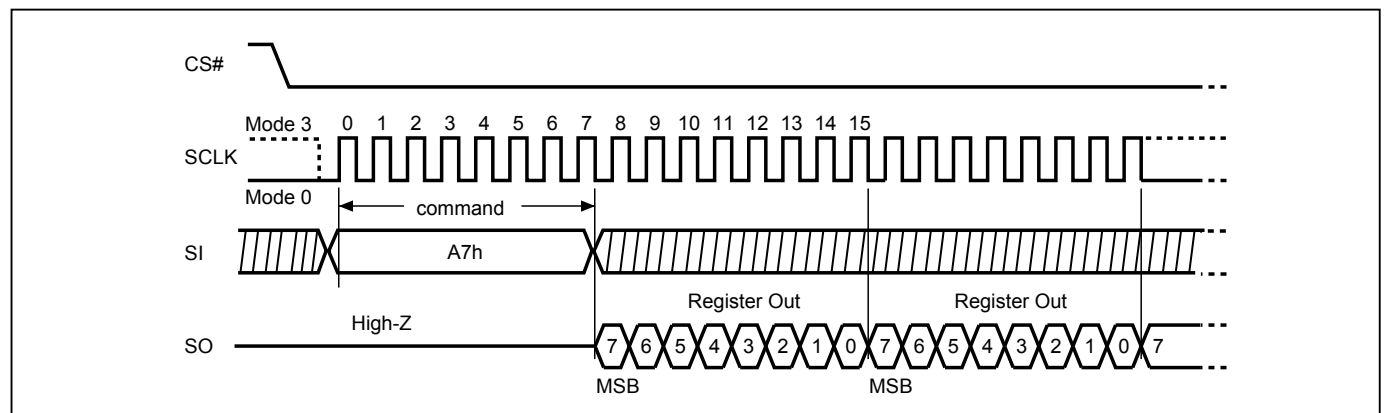 CS#
Mode 3 0 1 2 3 4 5 6 7 8 9 10 11 12 13 14 15
SCLK
Mode 0
command
SI A7h
Register Out Register Out
High-Z
SO 7 6 5 4 3 2 1 0 7 6 5 4 3 2 1 0 7
MSB MSB